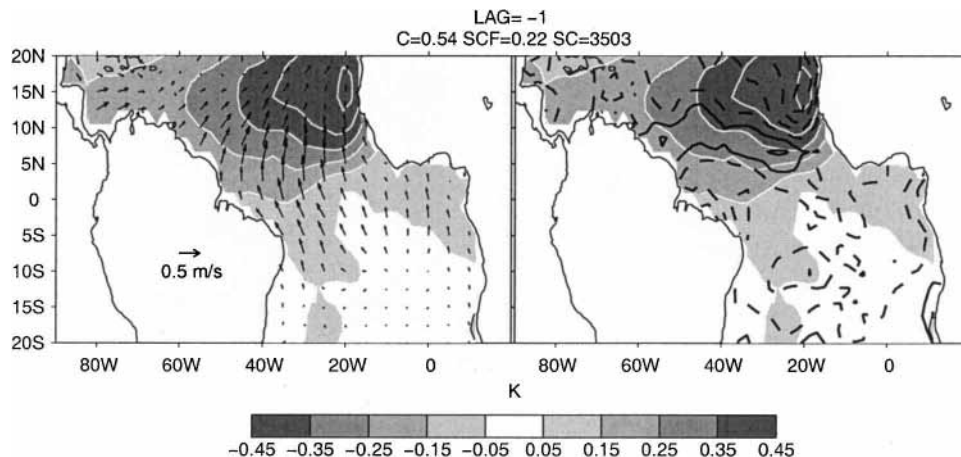 LAG= −1
C=0.54 SCF=0.22 SC=3503
20N
15N
10N
5N
0
5S
10S
15S
20S
0.5 m/s
80W 60W 40W 20W 0 80W 60W 40W 20W 0
K
−0.45 −0.35 −0.25 −0.15 −0.05 0.05 0.15 0.25 0.35 0.45